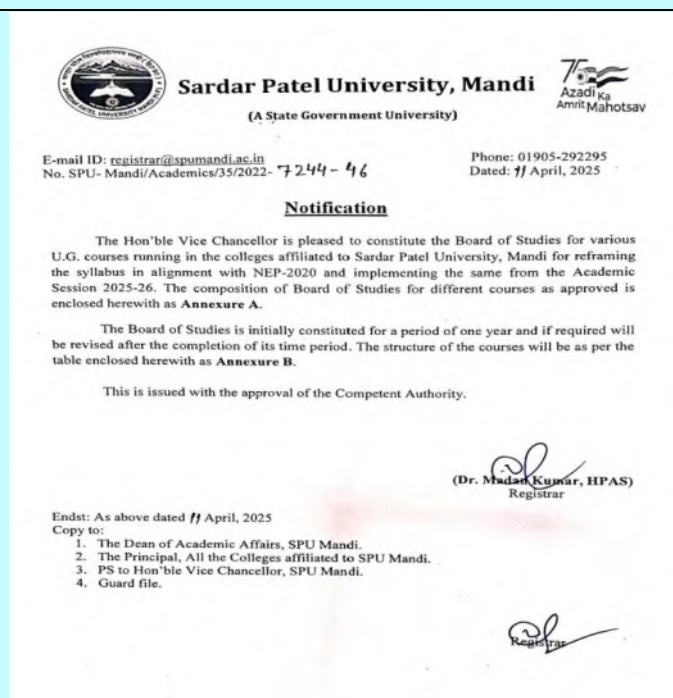 Sardar Patel University, Mandi
(A State Government University)
75
Azadi Ka
Amrit Mahotsav
E-mail ID: registrar@spumandi.ac.in
Phone: 01905-292295
No. SPU- Mandi/Academics/35/2022- 7244-46
Dated: 11 April, 2025
Notification
The Hon'ble Vice Chancellor is pleased to constitute the Board of Studies for various
U.G. courses running in the colleges affiliated to Sardar Patel University, Mandi for reframing
the syllabus in alignment with NEP-2020 and implementing the same from the Academic
Session 2025-26. The composition of Board of Studies for different courses as approved is
enclosed herewith as Annexure A.
The Board of Studies is initially constituted for a period of one year and if required will
be revised after the completion of its time period. The structure of the courses will be as per the
table enclosed herewith as Annexure B.
This is issued with the approval of the Competent Authority.
(Dr. Madan Kumar, HPAS)
Registrar
Endst: As above dated 11 April, 2025
Copy to:
1. The Dean of Academic Affairs, SPU Mandi.
2. The Principal, All the Colleges affiliated to SPU Mandi.
3. PS to Hon'ble Vice Chancellor, SPU Mandi.
4. Guard file.
Registrar